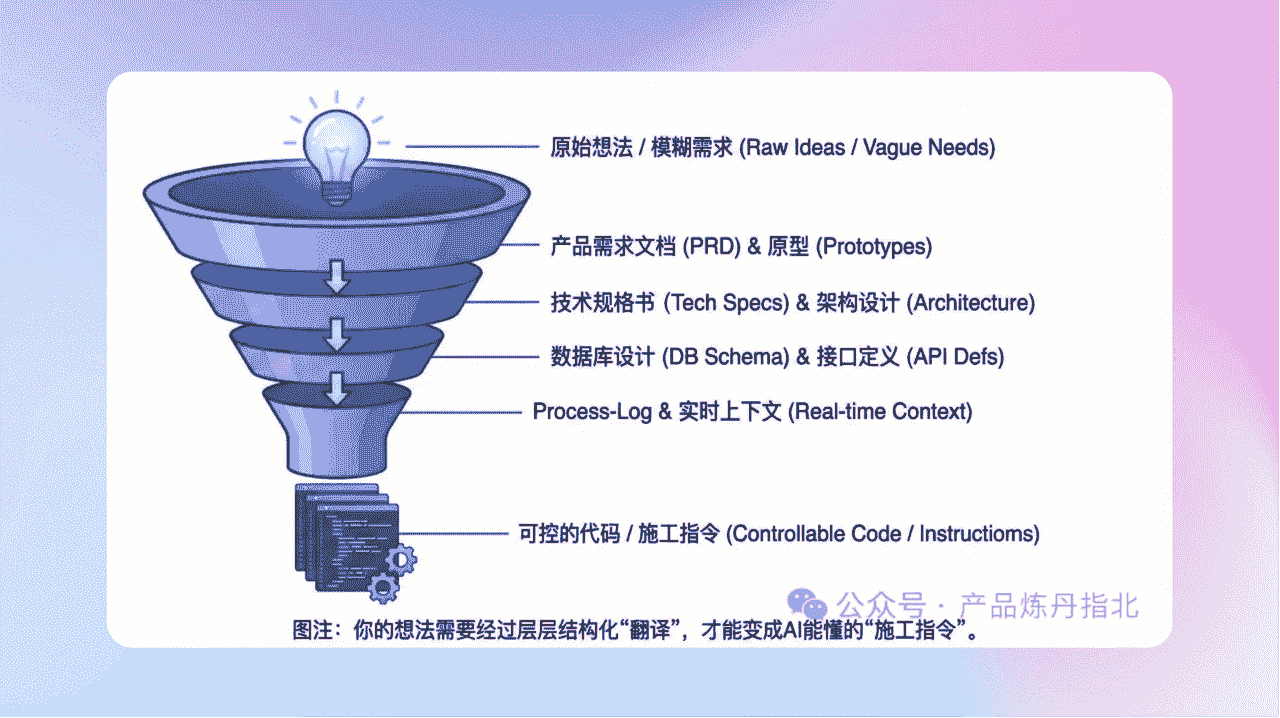 原始想法 / 模糊需求 (Raw Ideas / Vague Needs)
产品需求文档 (PRD) & 原型 (Prototypes)
技术规格书 (Tech Specs) & 架构设计 (Architecture)
数据库设计 (DB Schema) & 接口定义 (API Defs)
Process-Log & 实时上下文 (Real-time Context)
可控的代码 / 施工指令 (Controllable Code / Instructioms)
公众号 · 产品炼丹指北
图注：你的想法需要经过层层结构化“翻译”，才能变成AI能懂的“施工指令”。